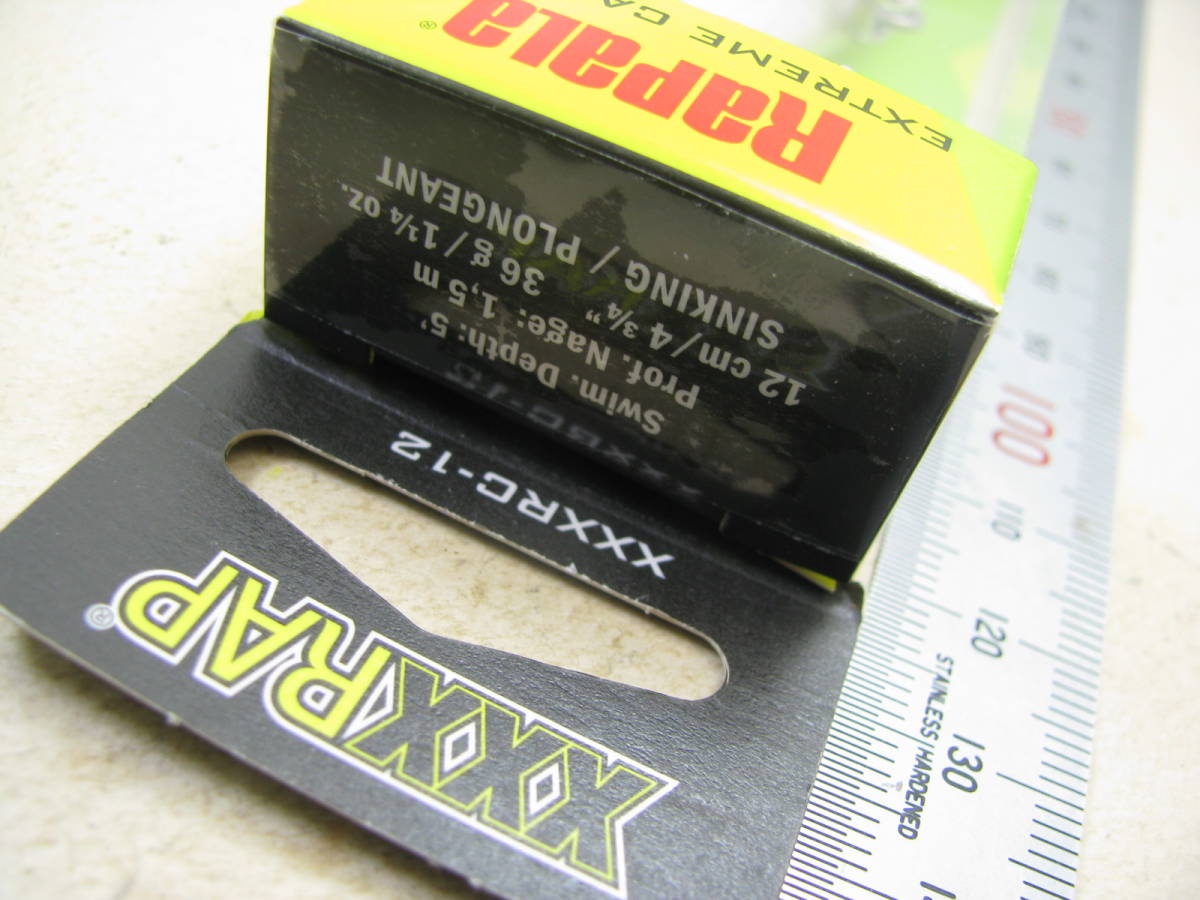 EXTREME CA
Rapala®
SINKING / PLONGEANT
12 cm/4 3/4” 36 g/1 1/4 oz.
Prof. Nage: 1,5 m
Swim. Depth: 5'
XXXRC-12
XXXRAP®
90
100
110
120
130
STAINLESS HARDENED